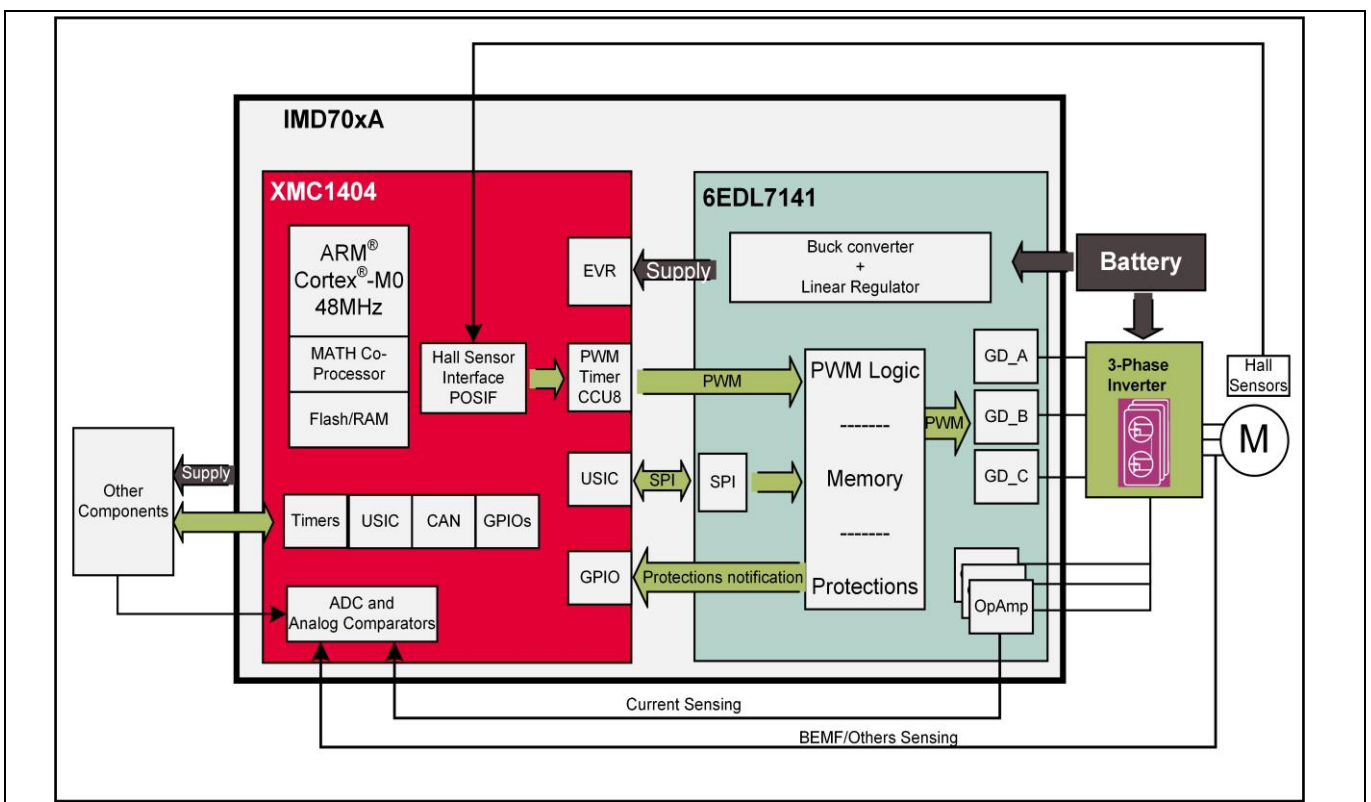 IMD70xA
XMC1404
ARM®
Cortex®-M0
48MHz
MATH Co-
Processor
Flash/RAM
Hall Sensor
Interface
POSIF
EVR
PWM
Timer
CCU8
USIC
GPIO
Timers
USIC
CAN
GPIOs
ADC and
Analog Comparators
Supply
PWM
SPI
Protections notification
6EDL7141
Buck converter
+
Linear Regulator
SPI
PWM Logic
-------
Memory
-------
Protections
PWM
GD_A
GD_B
GD_C
OpAmp
Battery
3-Phase
Inverter
Hall
Sensors
M
Other
Components
Supply
Current Sensing
BEMF/Others Sensing